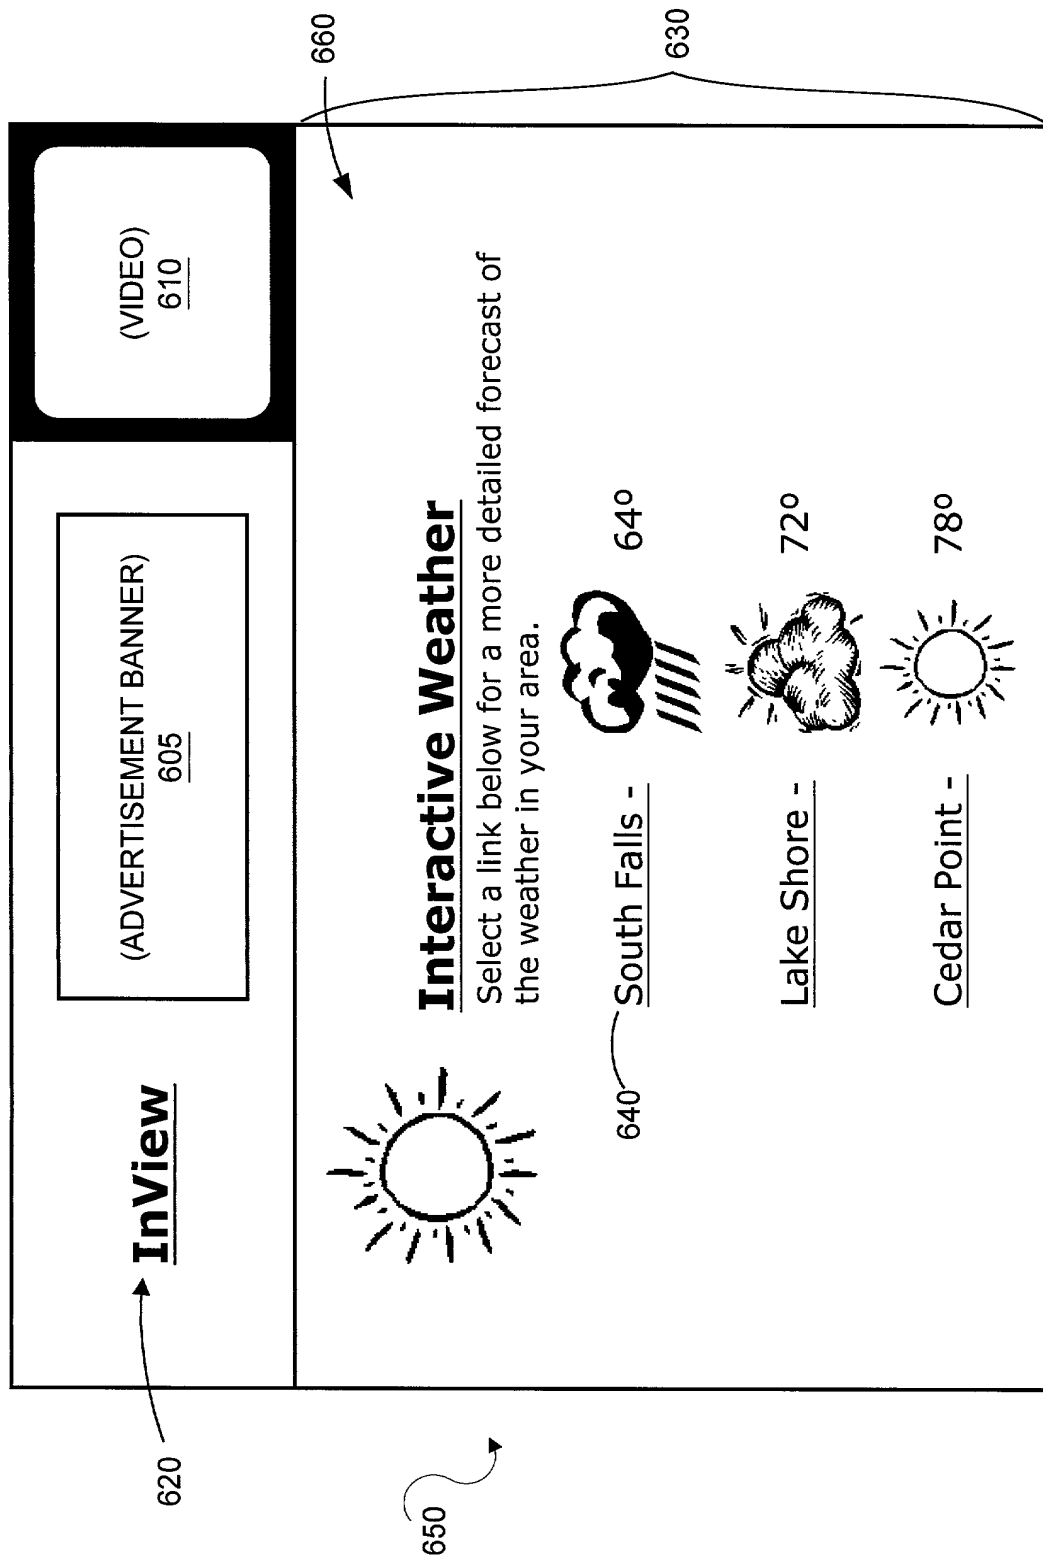 620
InView
(ADVERTISEMENT BANNER)
605
(VIDEO)
610
650
660
Interactive Weather
Select a link below for a more detailed forecast of
the weather in your area.
630
640
South Falls - 64º
Lake Shore - 72º
Cedar Point - 78º